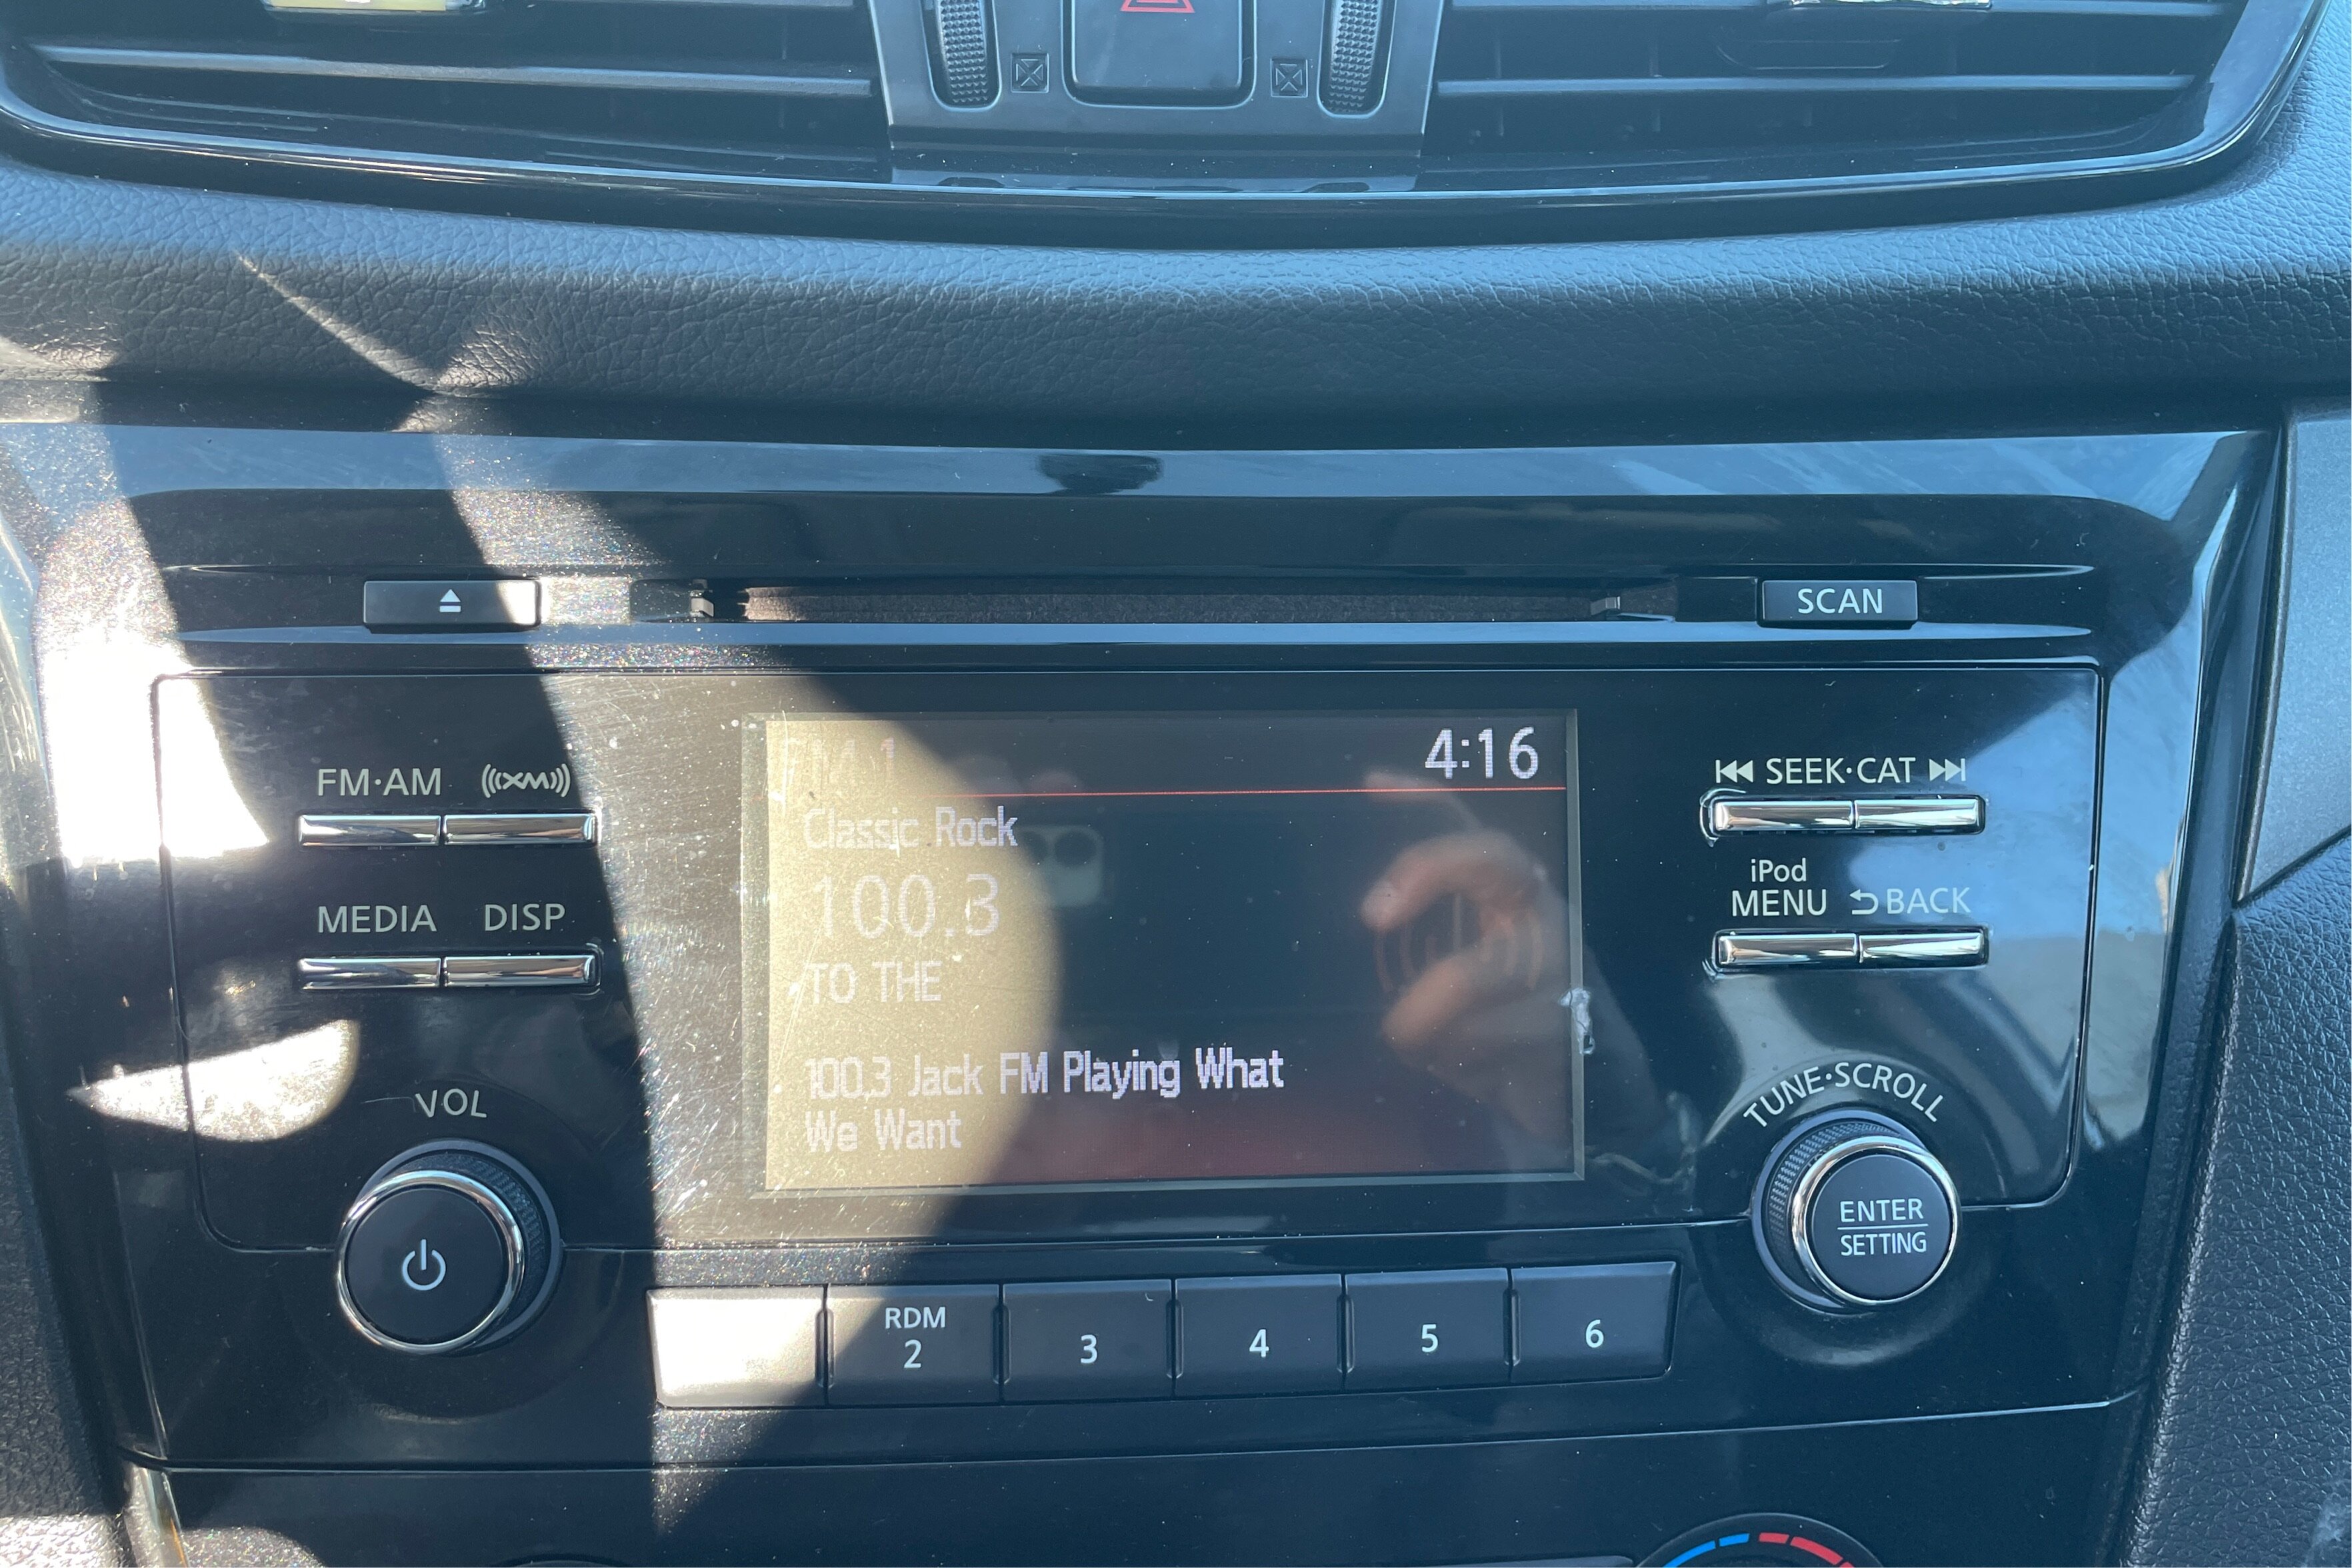 SCAN
FM·AM XM
4:16
FM 1
SEEK·CAT
Classic Rock
iPod
MENU BACK
100.3
MEDIA DISP
TO THE
100.3 Jack FM Playing What
We Want
VOL
TUNE·SCROLL
ENTER
SETTING
RDM
2 3 4 5 6